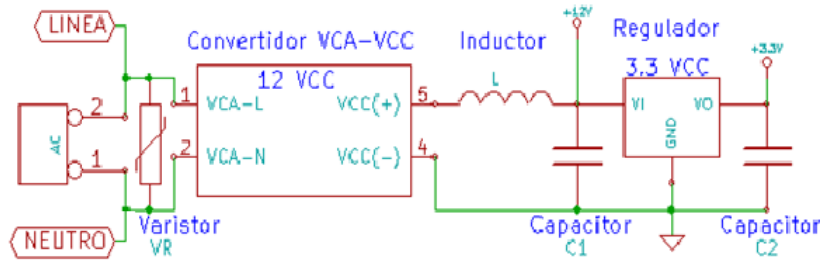 LINEA
+12V
Convertidor VCA-VCC
Inductor
Regulador
+3.3V
12 VCC
3.3 VCC
2
1
VCA-L
VCC(+)
5
L
VI
VO
AC
GND
1
2
VCA-N
VCC(-)
4
NEUTRO
Varistor
VR
Capacitor
C1
Capacitor
C2